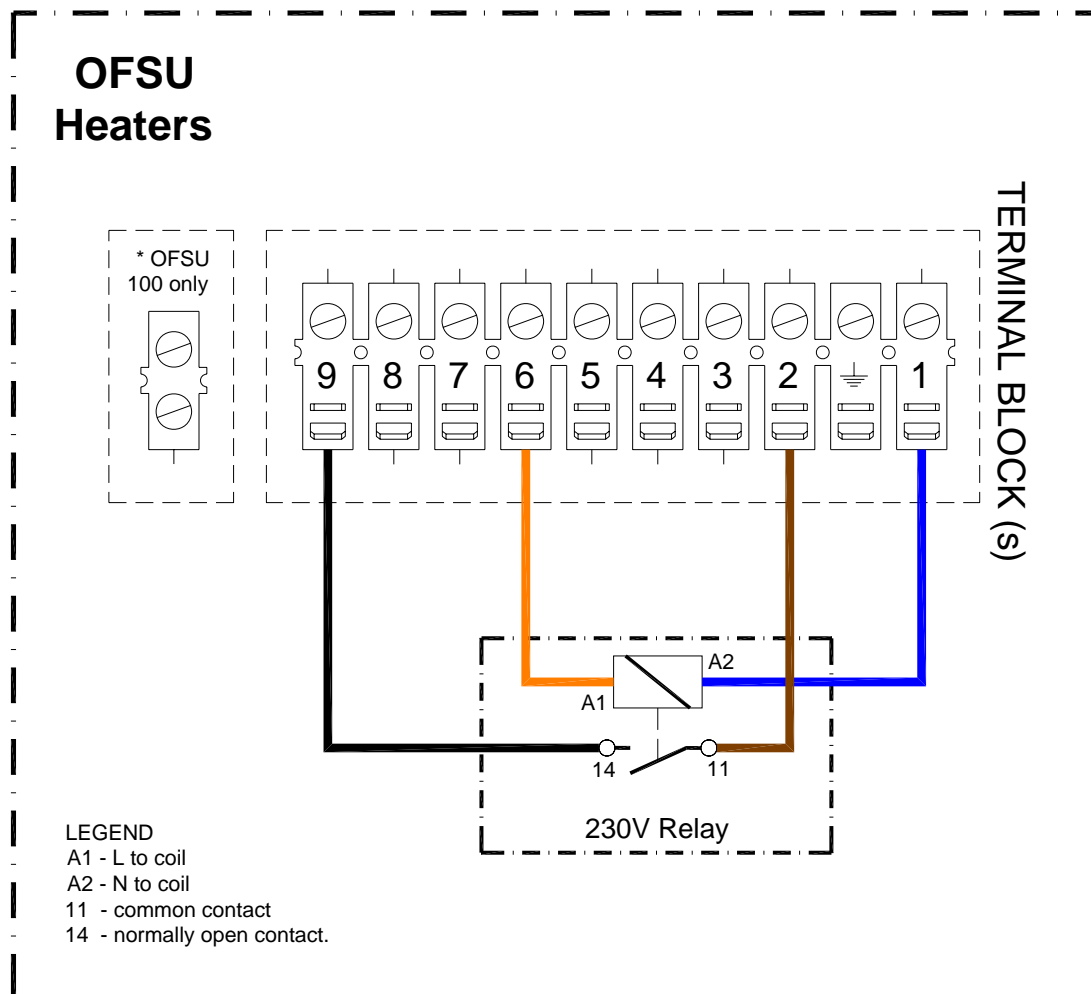 OFSU
Heaters
* OFSU
100 only
TERMINAL BLOCK (s)
9 8 7 6 5 4 3 2 1
A2
A1
14 11
230V Relay
LEGEND
A1 - L to coil
A2 - N to coil
11 - common contact
14 - normally open contact.